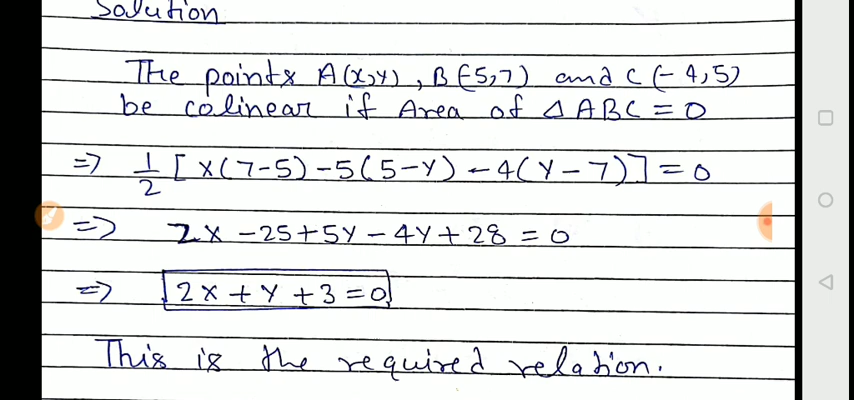 Solution
The points A(x,y), B(-5,7) and C(-4,5)
be colinear if Area of △ABC = 0
=> 1/2 [x(7-5)-5(5-y)-4(y-7)] = 0
=> 2x-25+5y-4y+28 = 0
=> 2x+y+3=0
This is the required relation.